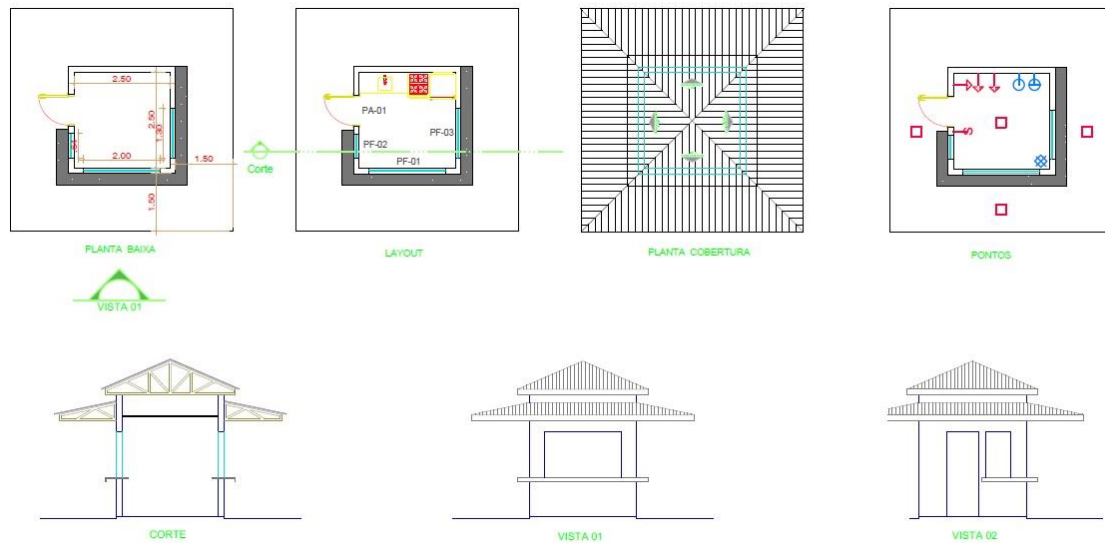 2.50
2.50
1.30
2.00
1.50
1.50
PLANTA BAIXA
VISTA 01
PA-01
PF-03
PF-02
PF-01
Corte
LAYOUT
PLANTA COBERTURA
S
PONTOS
CORTE
VISTA 01
VISTA 02